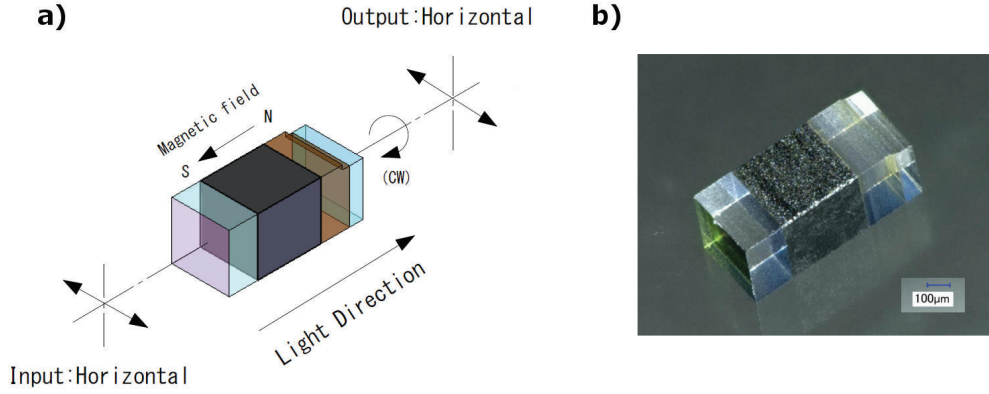 a)
Output:Horizontal
b)
Magnetic field
N
S
(CW)
Light Direction
Input:Horizontal
100μm